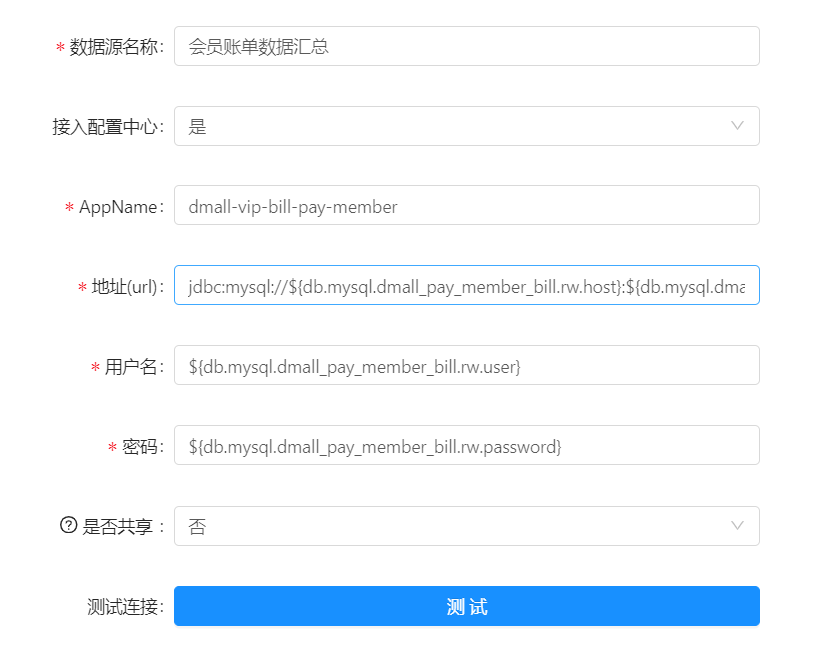 * 数据源名称: 会员账单数据汇总
接入配置中心: 是
* AppName: dmall-vip-bill-pay-member
* 地址(url): jdbc:mysql://${db.mysql.dmall_pay_member_bill.rw.host}:${db.mysql.dma
* 用户名: ${db.mysql.dmall_pay_member_bill.rw.user}
* 密码: ${db.mysql.dmall_pay_member_bill.rw.password}
? 是否共享 : 否
测试连接: 测 试